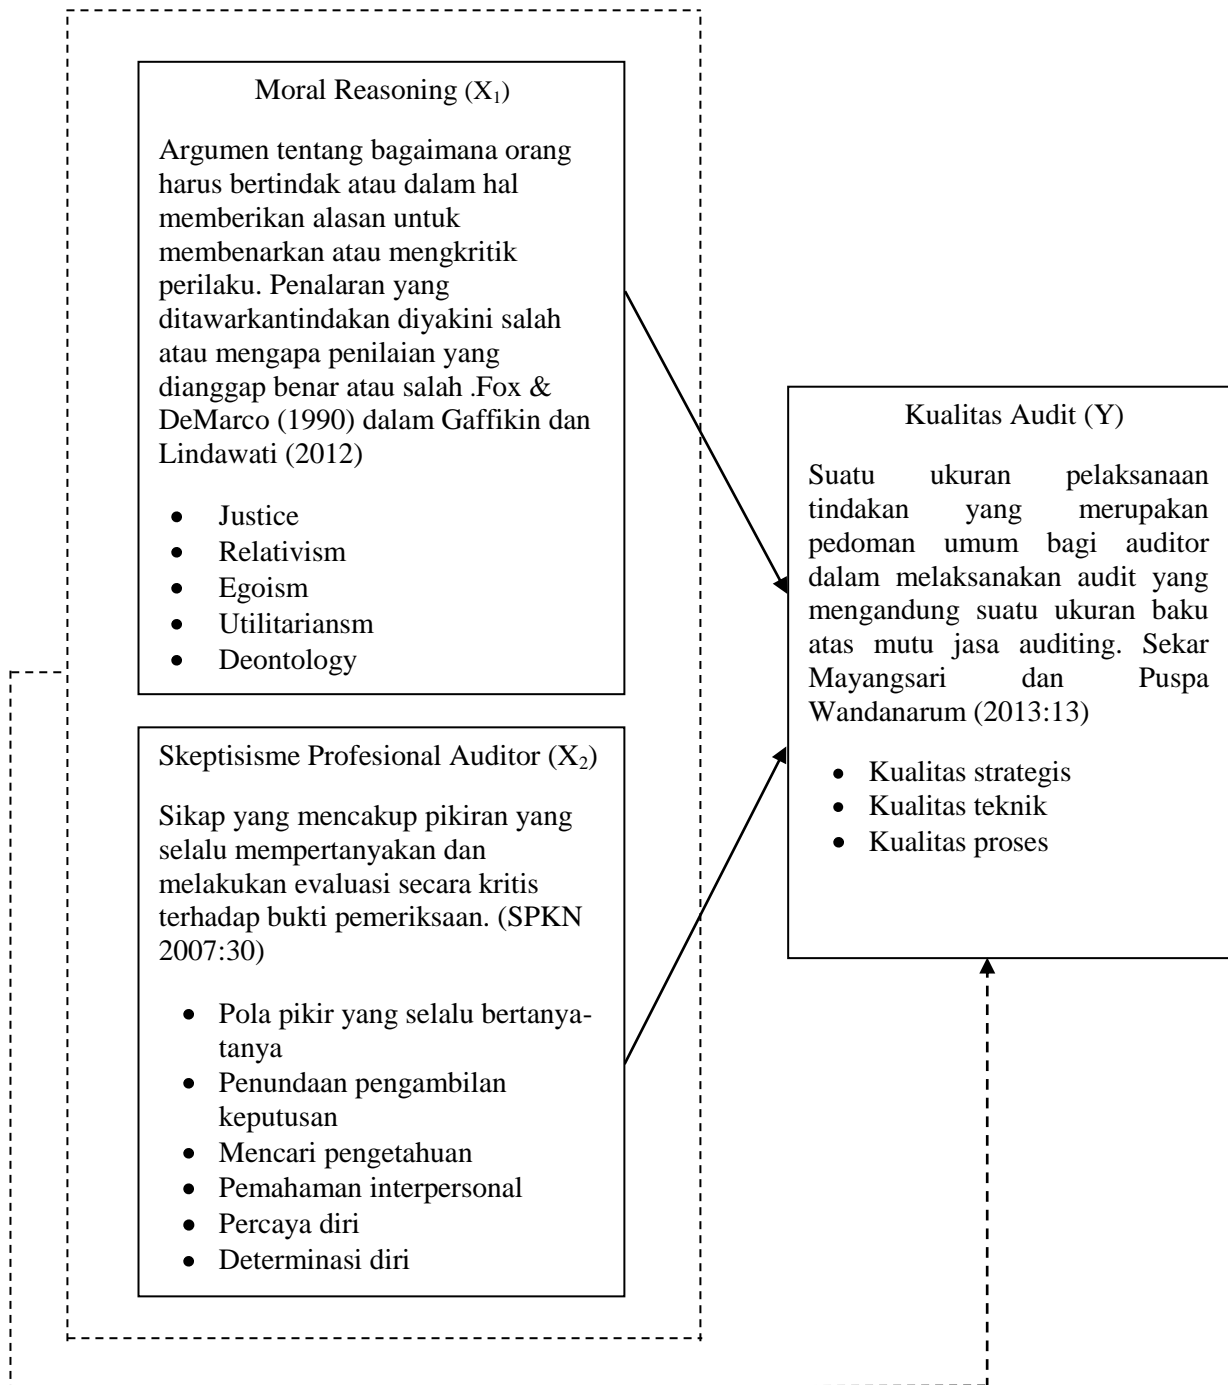 Moral Reasoning (X₁)
Argumen tentang bagaimana orang
harus bertindak atau dalam hal
memberikan alasan untuk
membenarkan atau mengkritik
perilaku. Penalaran yang
ditawarkantindakan diyakini salah
atau mengapa penilaian yang
dianggap benar atau salah .Fox &
DeMarco (1990) dalam Gaffikin dan
Lindawati (2012)
• Justice
• Relativism
• Egoism
• Utilitariansm
• Deontology
Skeptisisme Profesional Auditor (X₂)
Sikap yang mencakup pikiran yang
selalu mempertanyakan dan
melakukan evaluasi secara kritis
terhadap bukti pemeriksaan. (SPKN
2007:30)
• Pola pikir yang selalu bertanya-
tanya
• Penundaan pengambilan
keputusan
• Mencari pengetahuan
• Pemahaman interpersonal
• Percaya diri
• Determinasi diri
Kualitas Audit (Y)
Suatu ukuran pelaksanaan
tindakan yang merupakan
pedoman umum bagi auditor
dalam melaksanakan audit yang
mengandung suatu ukuran baku
atas mutu jasa auditing. Sekar
Mayangsari dan Puspa
Wandanarum (2013:13)
• Kualitas strategis
• Kualitas teknik
• Kualitas proses